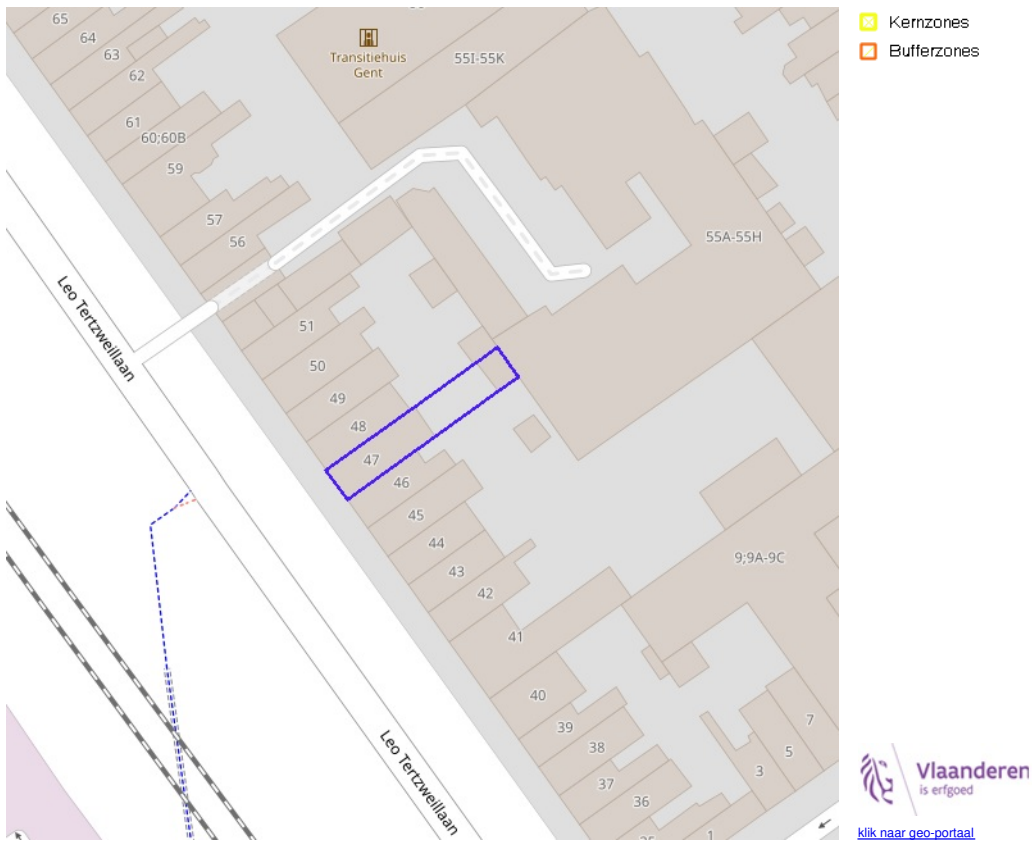 65
64
63
62
61
60;60B
59
57
56
Transitiehuis
Gent
55I-55K
55A-55H
51
50
49
48
47
46
45
44
43
42
41
40
39
38
37
36
9;9A-9C
7
5
3
1
Leo Tertzweillaan
Leo Tertzweillaan
Kernzones
Bufferzones
Vlaanderen
is erfgoed
klik naar geo-portaal